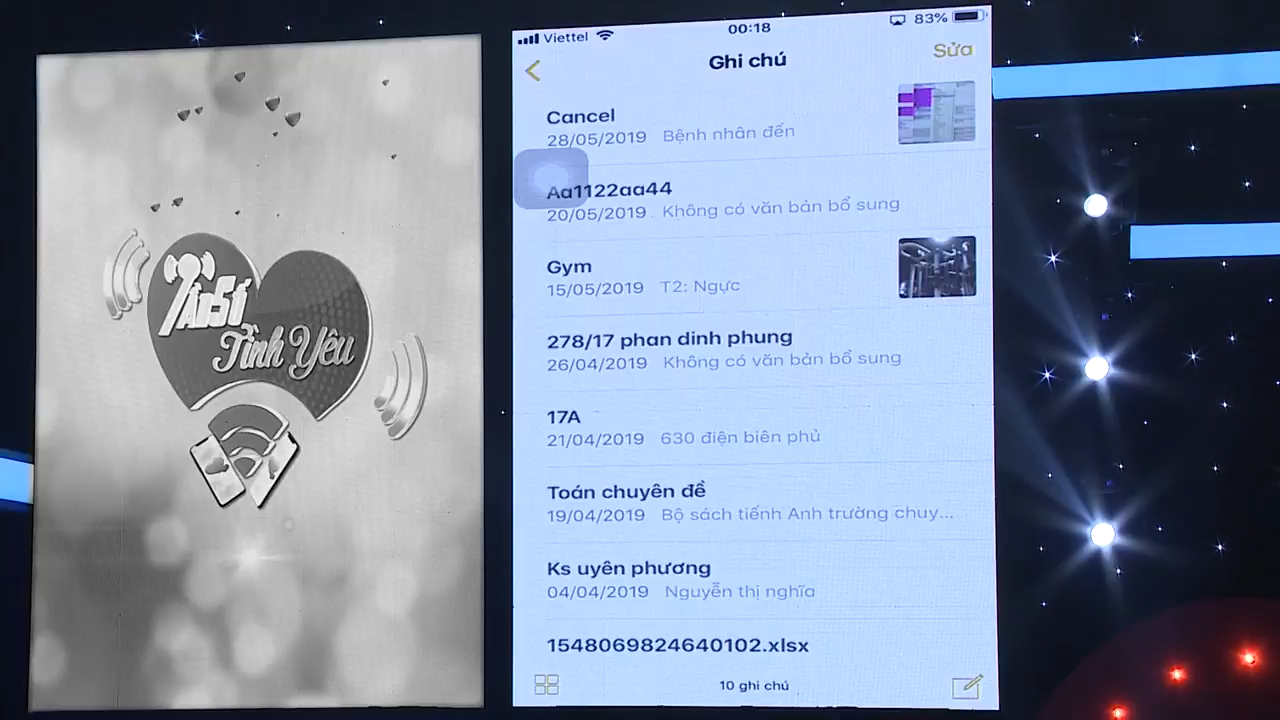 Tần Số
Tình Yêu
Viettel
00:18
83%
Ghi chú
Sửa
Cancel
28/05/2019 Bệnh nhân đến
Aa1122aa44
20/05/2019 Không có văn bản bổ sung
Gym
15/05/2019 T2: Ngực
278/17 phan dinh phung
26/04/2019 Không có văn bản bổ sung
17A
21/04/2019 630 điện biên phủ
Toán chuyên đề
19/04/2019 Bộ sách tiếnh Anh trường chuy...
Ks uyên phương
04/04/2019 Nguyễn thị nghĩa
1548069824640102.xlsx
10 ghi chú